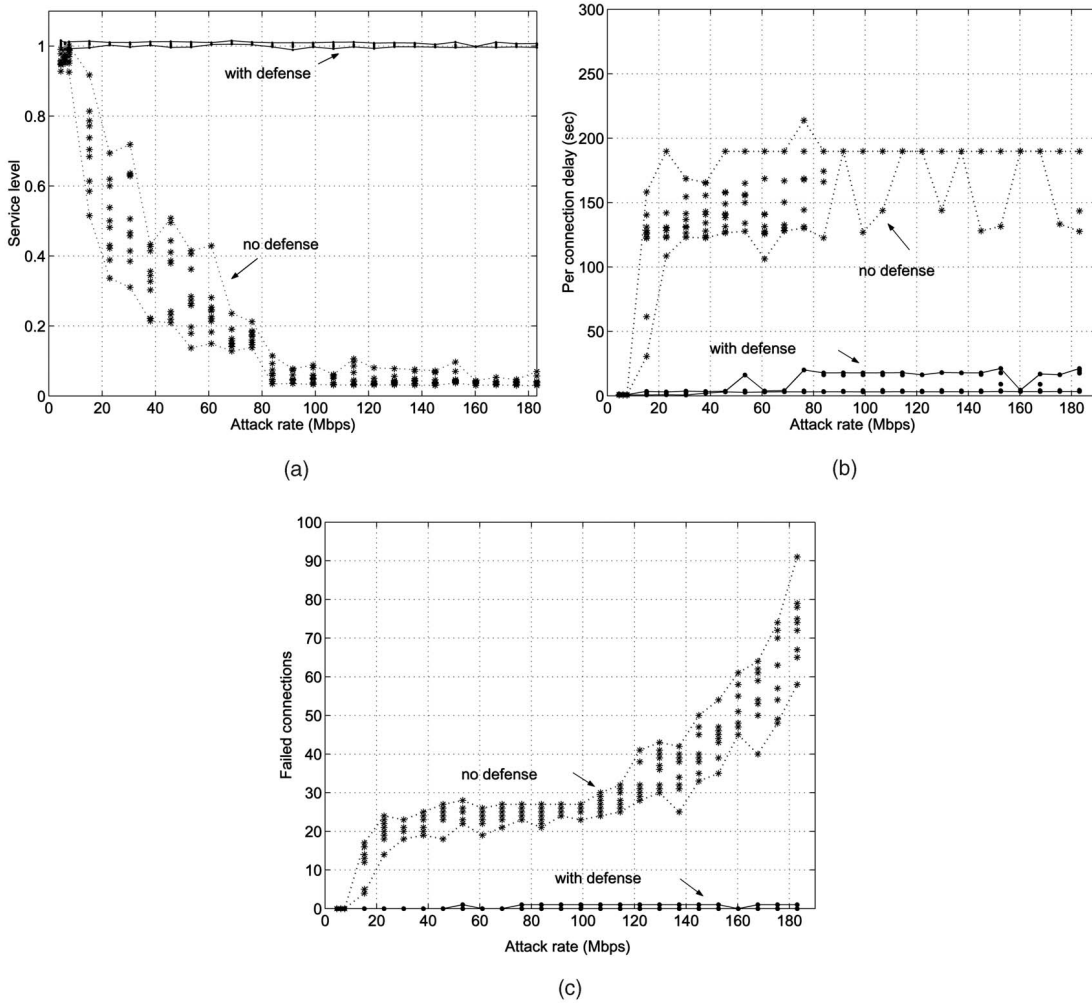 1
0.8
0.6
0.4
0.2
0
Service level
0 20 40 60 80 100 120 140 160 180
Attack rate (Mbps)
with defense
no defense
(a)
300
250
200
150
100
50
0
Per connection delay (sec)
0 20 40 60 80 100 120 140 160 180
Attack rate (Mbps)
no defense
with defense
(b)
100
90
80
70
60
50
40
30
20
10
0
Failed connections
0 20 40 60 80 100 120 140 160 180
Attack rate (Mbps)
no defense
with defense
(c)